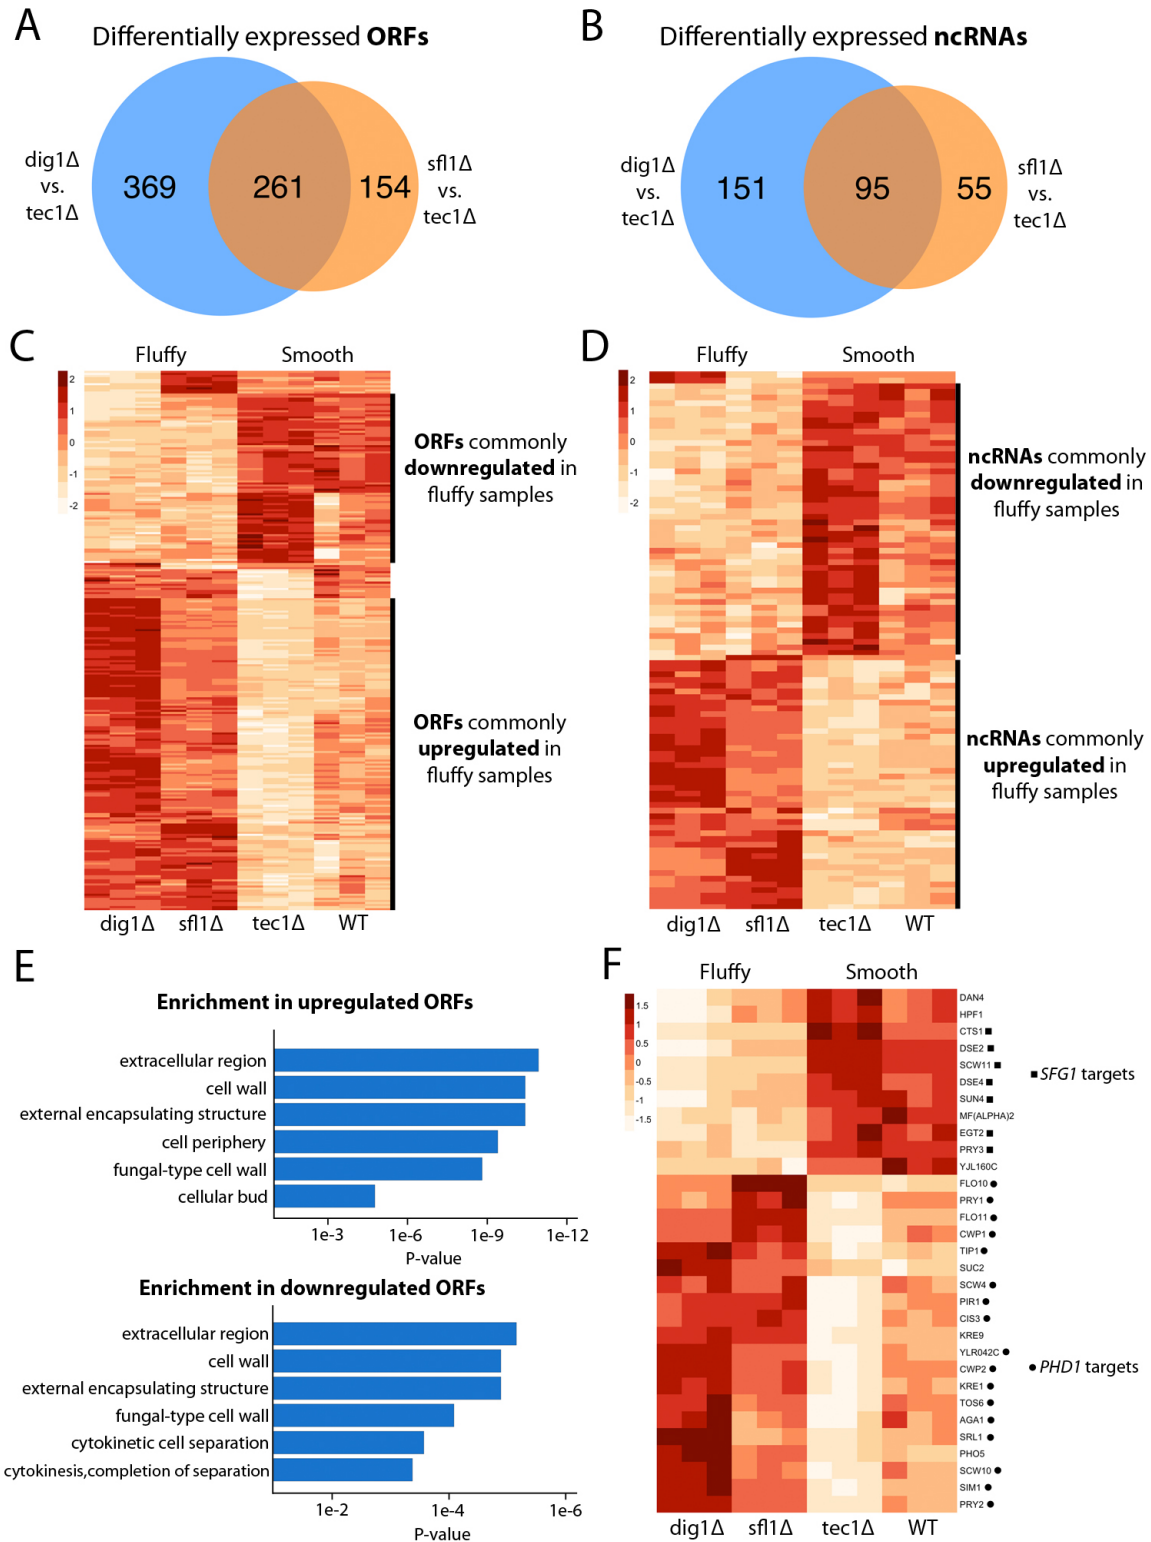 A
Differentially expressed ORFs
dig1Δ
vs.
tec1Δ
369
261
154
sfl1Δ
vs.
tec1Δ
B
Differentially expressed ncRNAs
dig1Δ
vs.
tec1Δ
151
95
55
sfl1Δ
vs.
tec1Δ
C
Fluffy
Smooth
2
1
0
-1
-2
ORFs commonly
downregulated in
fluffy samples
ORFs commonly
upregulated in
fluffy samples
dig1Δ
sfl1Δ
tec1Δ
WT
D
Fluffy
Smooth
2
1
0
-1
-2
ncRNAs commonly
downregulated in
fluffy samples
ncRNAs commonly
upregulated in
fluffy samples
dig1Δ
sfl1Δ
tec1Δ
WT
E
Enrichment in upregulated ORFs
extracellular region
cell wall
external encapsulating structure
cell periphery
fungal-type cell wall
cellular bud
1e-3
1e-6
1e-9
1e-12
P-value
Enrichment in downregulated ORFs
extracellular region
cell wall
external encapsulating structure
fungal-type cell wall
cytokinetic cell separation
cytokinesis,completion of separation
1e-2
1e-4
1e-6
P-value
F
Fluffy
Smooth
1.5
1
0.5
0
-0.5
-1
-1.5
DAN4
HPF1
CTS1
DSE2
SCW11
DSE4
SUN4
MF(ALPHA)2
EGT2
PRY3
YJL160C
FLO10
PRY1
FLO11
CWP1
TIP1
SUC2
SCW4
PIR1
CIS3
KRE9
YLR042C
CWP2
KRE1
TOS6
AGA1
SRL1
PHO5
SCW10
SIM1
PRY2
SFG1 targets
PHD1 targets
dig1Δ
sfl1Δ
tec1Δ
WT